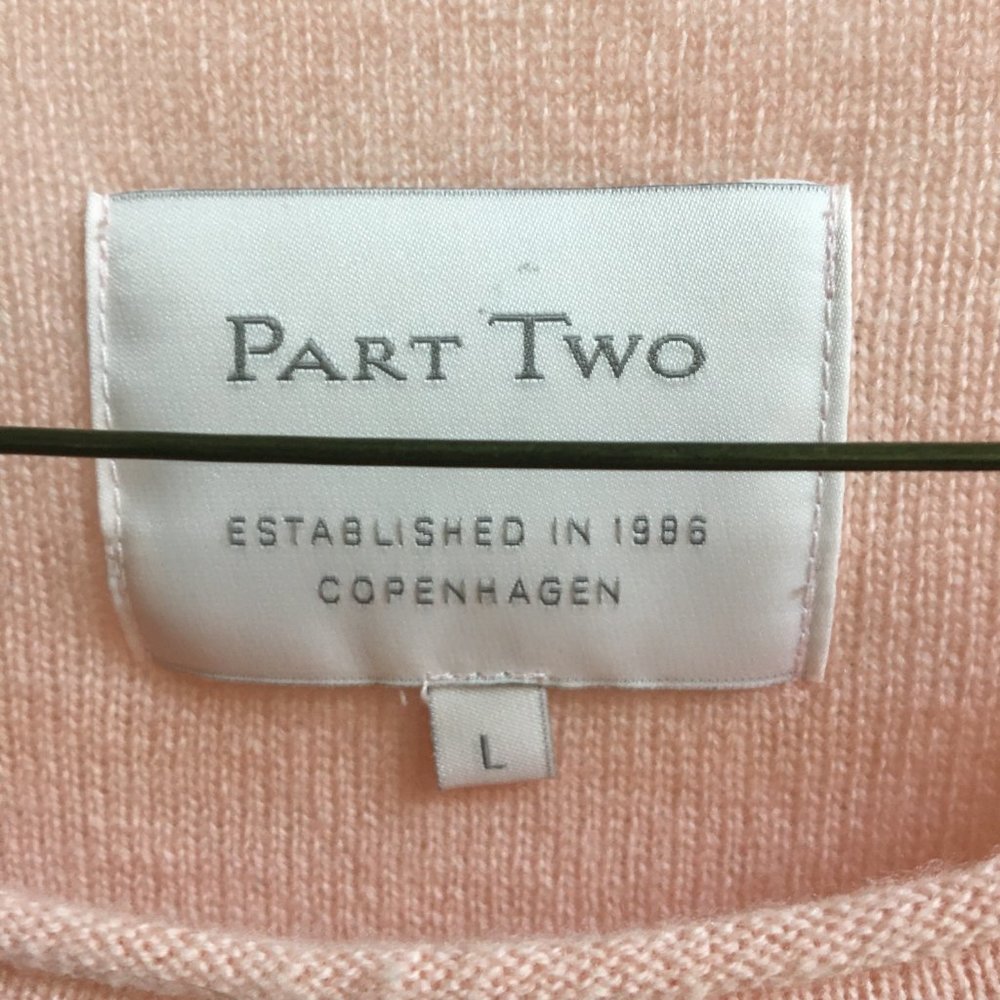 PART TWO
ESTABLISHED IN 1986
COPENHAGEN
L